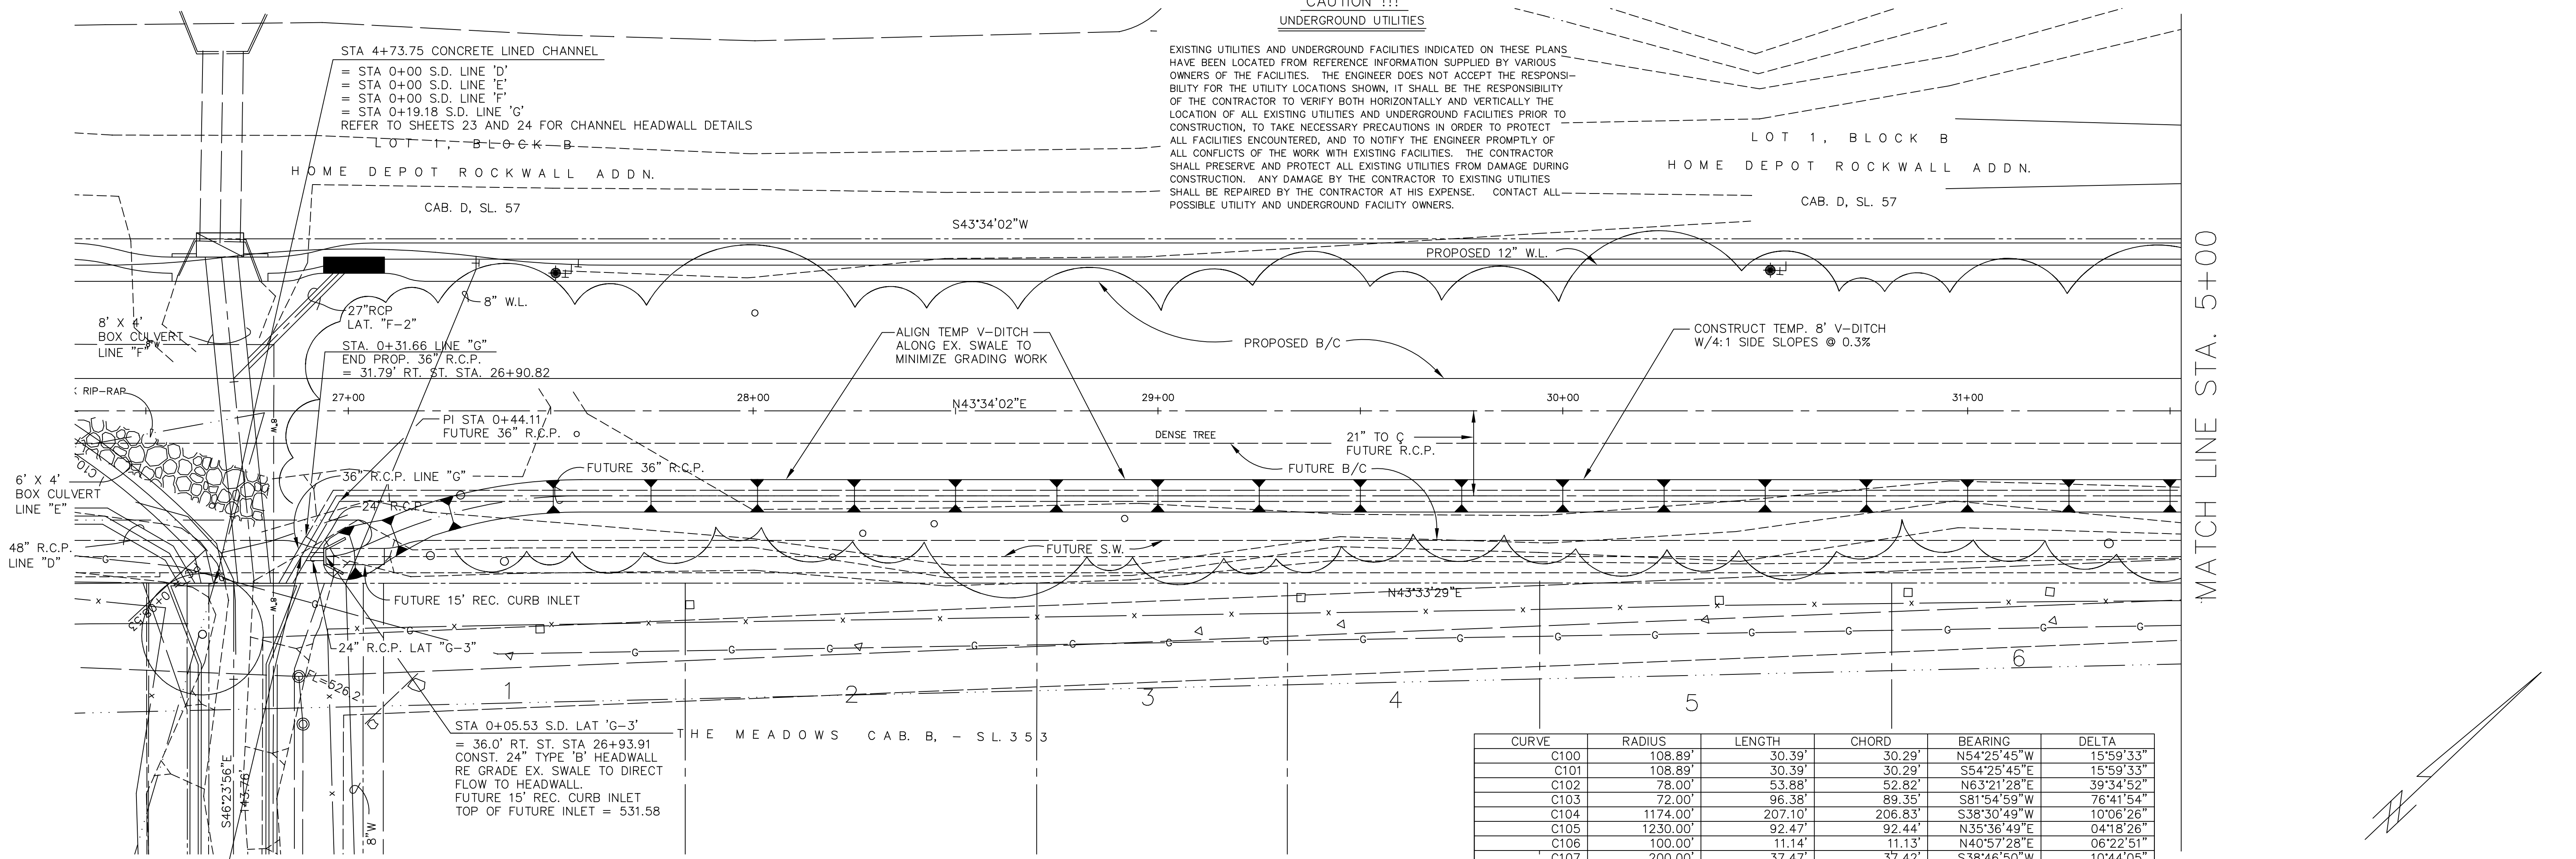 CAUTION !!!
UNDERGROUND UTILITIES
EXISTING UTILITIES AND UNDERGROUND FACILITIES INDICATED ON THESE PLANS
HAVE BEEN LOCATED FROM REFERENCE INFORMATION SUPPLIED BY VARIOUS
OWNERS OF THE FACILITIES. THE ENGINEER DOES NOT ACCEPT THE RESPONSI-
BILITY FOR THE UTILITY LOCATIONS SHOWN, IT SHALL BE THE RESPONSIBILITY
OF THE CONTRACTOR TO VERIFY BOTH HORIZONTALLY AND VERTICALLY THE
LOCATION OF ALL EXISTING UTILITIES AND UNDERGROUND FACILITIES PRIOR TO
CONSTRUCTION, TO TAKE NECESSARY PRECAUTIONS IN ORDER TO PROTECT
ALL FACILITIES ENCOUNTERED, AND TO NOTIFY THE ENGINEER PROMPTLY OF
ALL CONFLICTS OF THE WORK WITH EXISTING FACILITIES. THE CONTRACTOR
SHALL PRESERVE AND PROTECT ALL EXISTING UTILITIES FROM DAMAGE DURING
CONSTRUCTION. ANY DAMAGE BY THE CONTRACTOR TO EXISTING UTILITIES
SHALL BE REPAIRED BY THE CONTRACTOR AT HIS EXPENSE. CONTACT ALL
POSSIBLE UTILITY AND UNDERGROUND FACILITY OWNERS.
STA 4+73.75 CONCRETE LINED CHANNEL
= STA 0+00 S.D. LINE 'D'
= STA 0+00 S.D. LINE 'E'
= STA 0+00 S.D. LINE 'F'
= STA 0+19.18 S.D. LINE 'G'
REFER TO SHEETS 23 AND 24 FOR CHANNEL HEADWALL DETAILS
LOT 1, BLOCK B
HOME DEPOT ROCKWALL ADDN.
CAB. D, SL. 57
LOT 1, BLOCK B
HOME DEPOT ROCKWALL ADDN.
CAB. D, SL. 57
S43°34'02"W
PROPOSED 12" W.L.
8" W.L.
27"RCP
LAT. "F-2"
8' X 4'
BOX CULVERT
LINE "F"
8"W
STA. 0+31.66 LINE "G"
END PROP. 36" R.C.P.
= 31.79' RT. ST. STA. 26+90.82
ALIGN TEMP V-DITCH
ALONG EX. SWALE TO
MINIMIZE GRADING WORK
PROPOSED B/C
CONSTRUCT TEMP. 8' V-DITCH
W/4:1 SIDE SLOPES @ 0.3%
MATCH LINE STA. 5+00
RIP-RAP
27+00
28+00
29+00
30+00
31+00
N43°34'02"E
8"W
PI STA 0+44.11
FUTURE 36" R.C.P.
DENSE TREE
21" TO Ç
FUTURE R.C.P.
FUTURE B/C
FUTURE 36" R.C.P.
36" R.C.P. LINE "G"
24" R.C.P.
C10
6' X 4'
BOX CULVERT
LINE "E"
48" R.C.P.
LINE "D"
G
FUTURE S.W.
N43°33'29"E
FUTURE 15' REC. CURB INLET
8"W
24" R.C.P. LAT "G-3"
FL=526.2
1
2
3
4
5
6
STA 0+05.53 S.D. LAT 'G-3'
= 36.0' RT. ST. STA 26+93.91
CONST. 24" TYPE 'B' HEADWALL
RE GRADE EX. SWALE TO DIRECT
FLOW TO HEADWALL.
FUTURE 15' REC. CURB INLET
TOP OF FUTURE INLET = 531.58
THE MEADOWS CAB. B, - SL. 353
S46°23'56"E
143.76'
8"W
CURVE RADIUS LENGTH CHORD BEARING DELTA
C100 108.89' 30.39' 30.29' N54°25'45"W 15°59'33"
C101 108.89' 30.39' 30.29' S54°25'45"E 15°59'33"
C102 78.00' 53.88' 52.82' N63°21'28"E 39°34'52"
C103 72.00' 96.38' 89.35' S81°54'59"W 76°41'54"
C104 1174.00' 207.10' 206.83' S38°30'49"W 10°06'26"
C105 1230.00' 92.47' 92.44' N35°36'49"E 04°18'26"
C106 100.00' 11.14' 11.13' N40°57'28"E 06°22'51"
C107 200.00' 37.47' 37.42' S38°46'50"W 10°44'05"